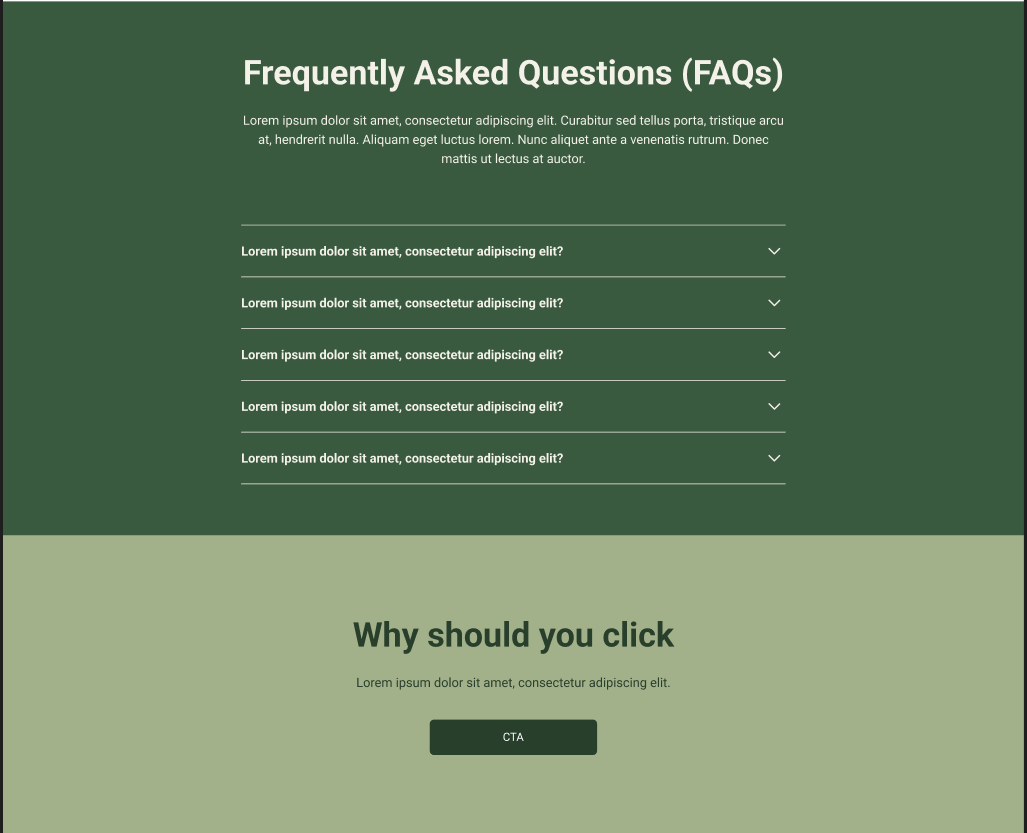 Frequently Asked Questions (FAQs)
Lorem ipsum dolor sit amet, consectetur adipiscing elit. Curabitur sed tellus porta, tristique arcu
at, hendrerit nulla. Aliquam eget luctus lorem. Nunc aliquet ante a venenatis rutrum. Donec
mattis ut lectus at auctor.
Lorem ipsum dolor sit amet, consectetur adipiscing elit?
Lorem ipsum dolor sit amet, consectetur adipiscing elit?
Lorem ipsum dolor sit amet, consectetur adipiscing elit?
Lorem ipsum dolor sit amet, consectetur adipiscing elit?
Lorem ipsum dolor sit amet, consectetur adipiscing elit?
Why should you click
Lorem ipsum dolor sit amet, consectetur adipiscing elit.
CTA